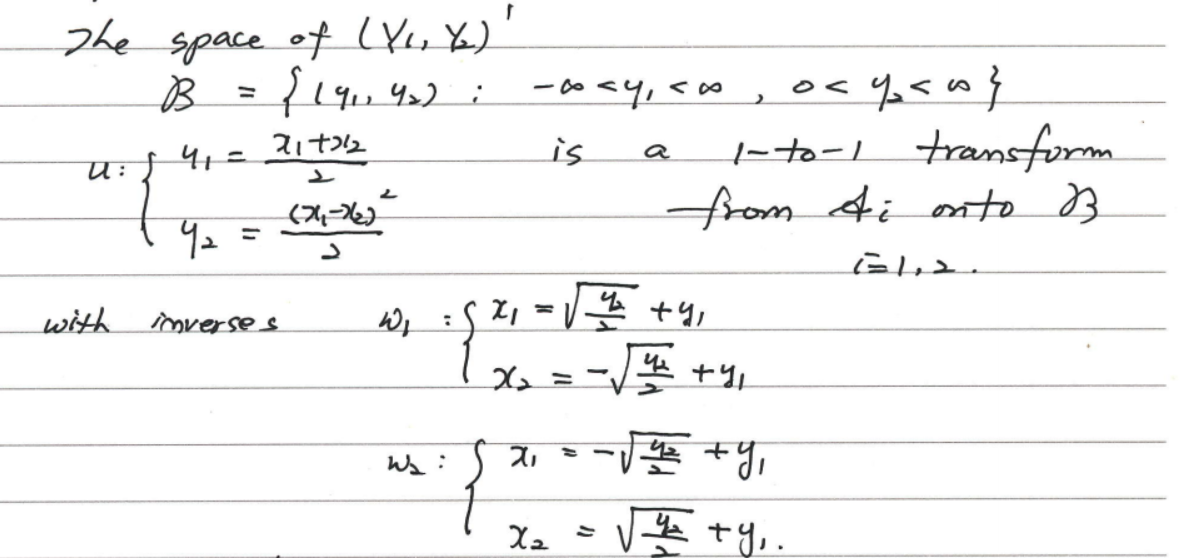 The space of (Y₁, Y₂)'
ℬ = {(y₁, y₂) : -∞ < y₁ < ∞ , 0 < y₂ < ∞}
u: { y₁ = (x₁+x₂)/2 is a 1-to-1 transform
y₂ = (x₁-x₂)²/2 from 𝒜i onto ℬ
i=1,2.
with inverses w₁ : { x₁ = √(y₂/2) + y₁
x₂ = -√(y₂/2) + y₁
w₂ : { x₁ = -√(y₂/2) + y₁
x₂ = √(y₂/2) + y₁.